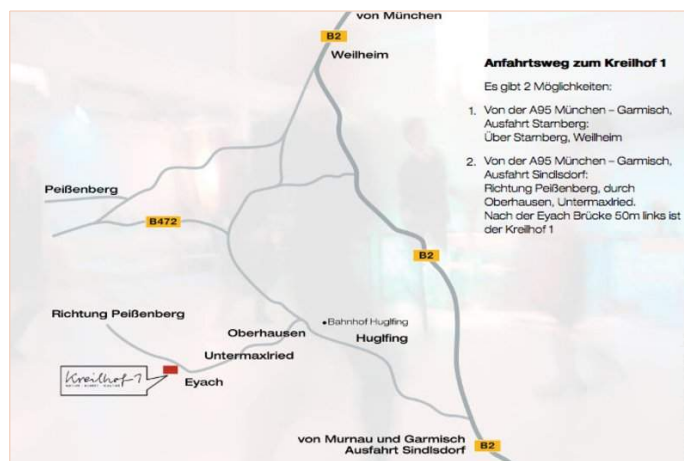 von München
B2
Weilheim
Anfahrtsweg zum Kreilhof 1
Es gibt 2 Möglichkeiten:
1. Von der A95 München – Garmisch,
Ausfahrt Starnberg:
Über Starnberg, Weilheim
2. Von der A95 München – Garmisch,
Ausfahrt Sindlsdorf:
Richtung Peißenberg, durch
Oberhausen, Untermaxlried.
Nach der Eyach Brücke 50m links ist
der Kreilhof 1
Peißenberg
B472
B2
Richtung Peißenberg
Bahnhof Huglfing
Oberhausen
Huglfing
Untermaxlried
Kreilhof 1
Eyach
von Murnau und Garmisch
Ausfahrt Sindlsdorf
B2